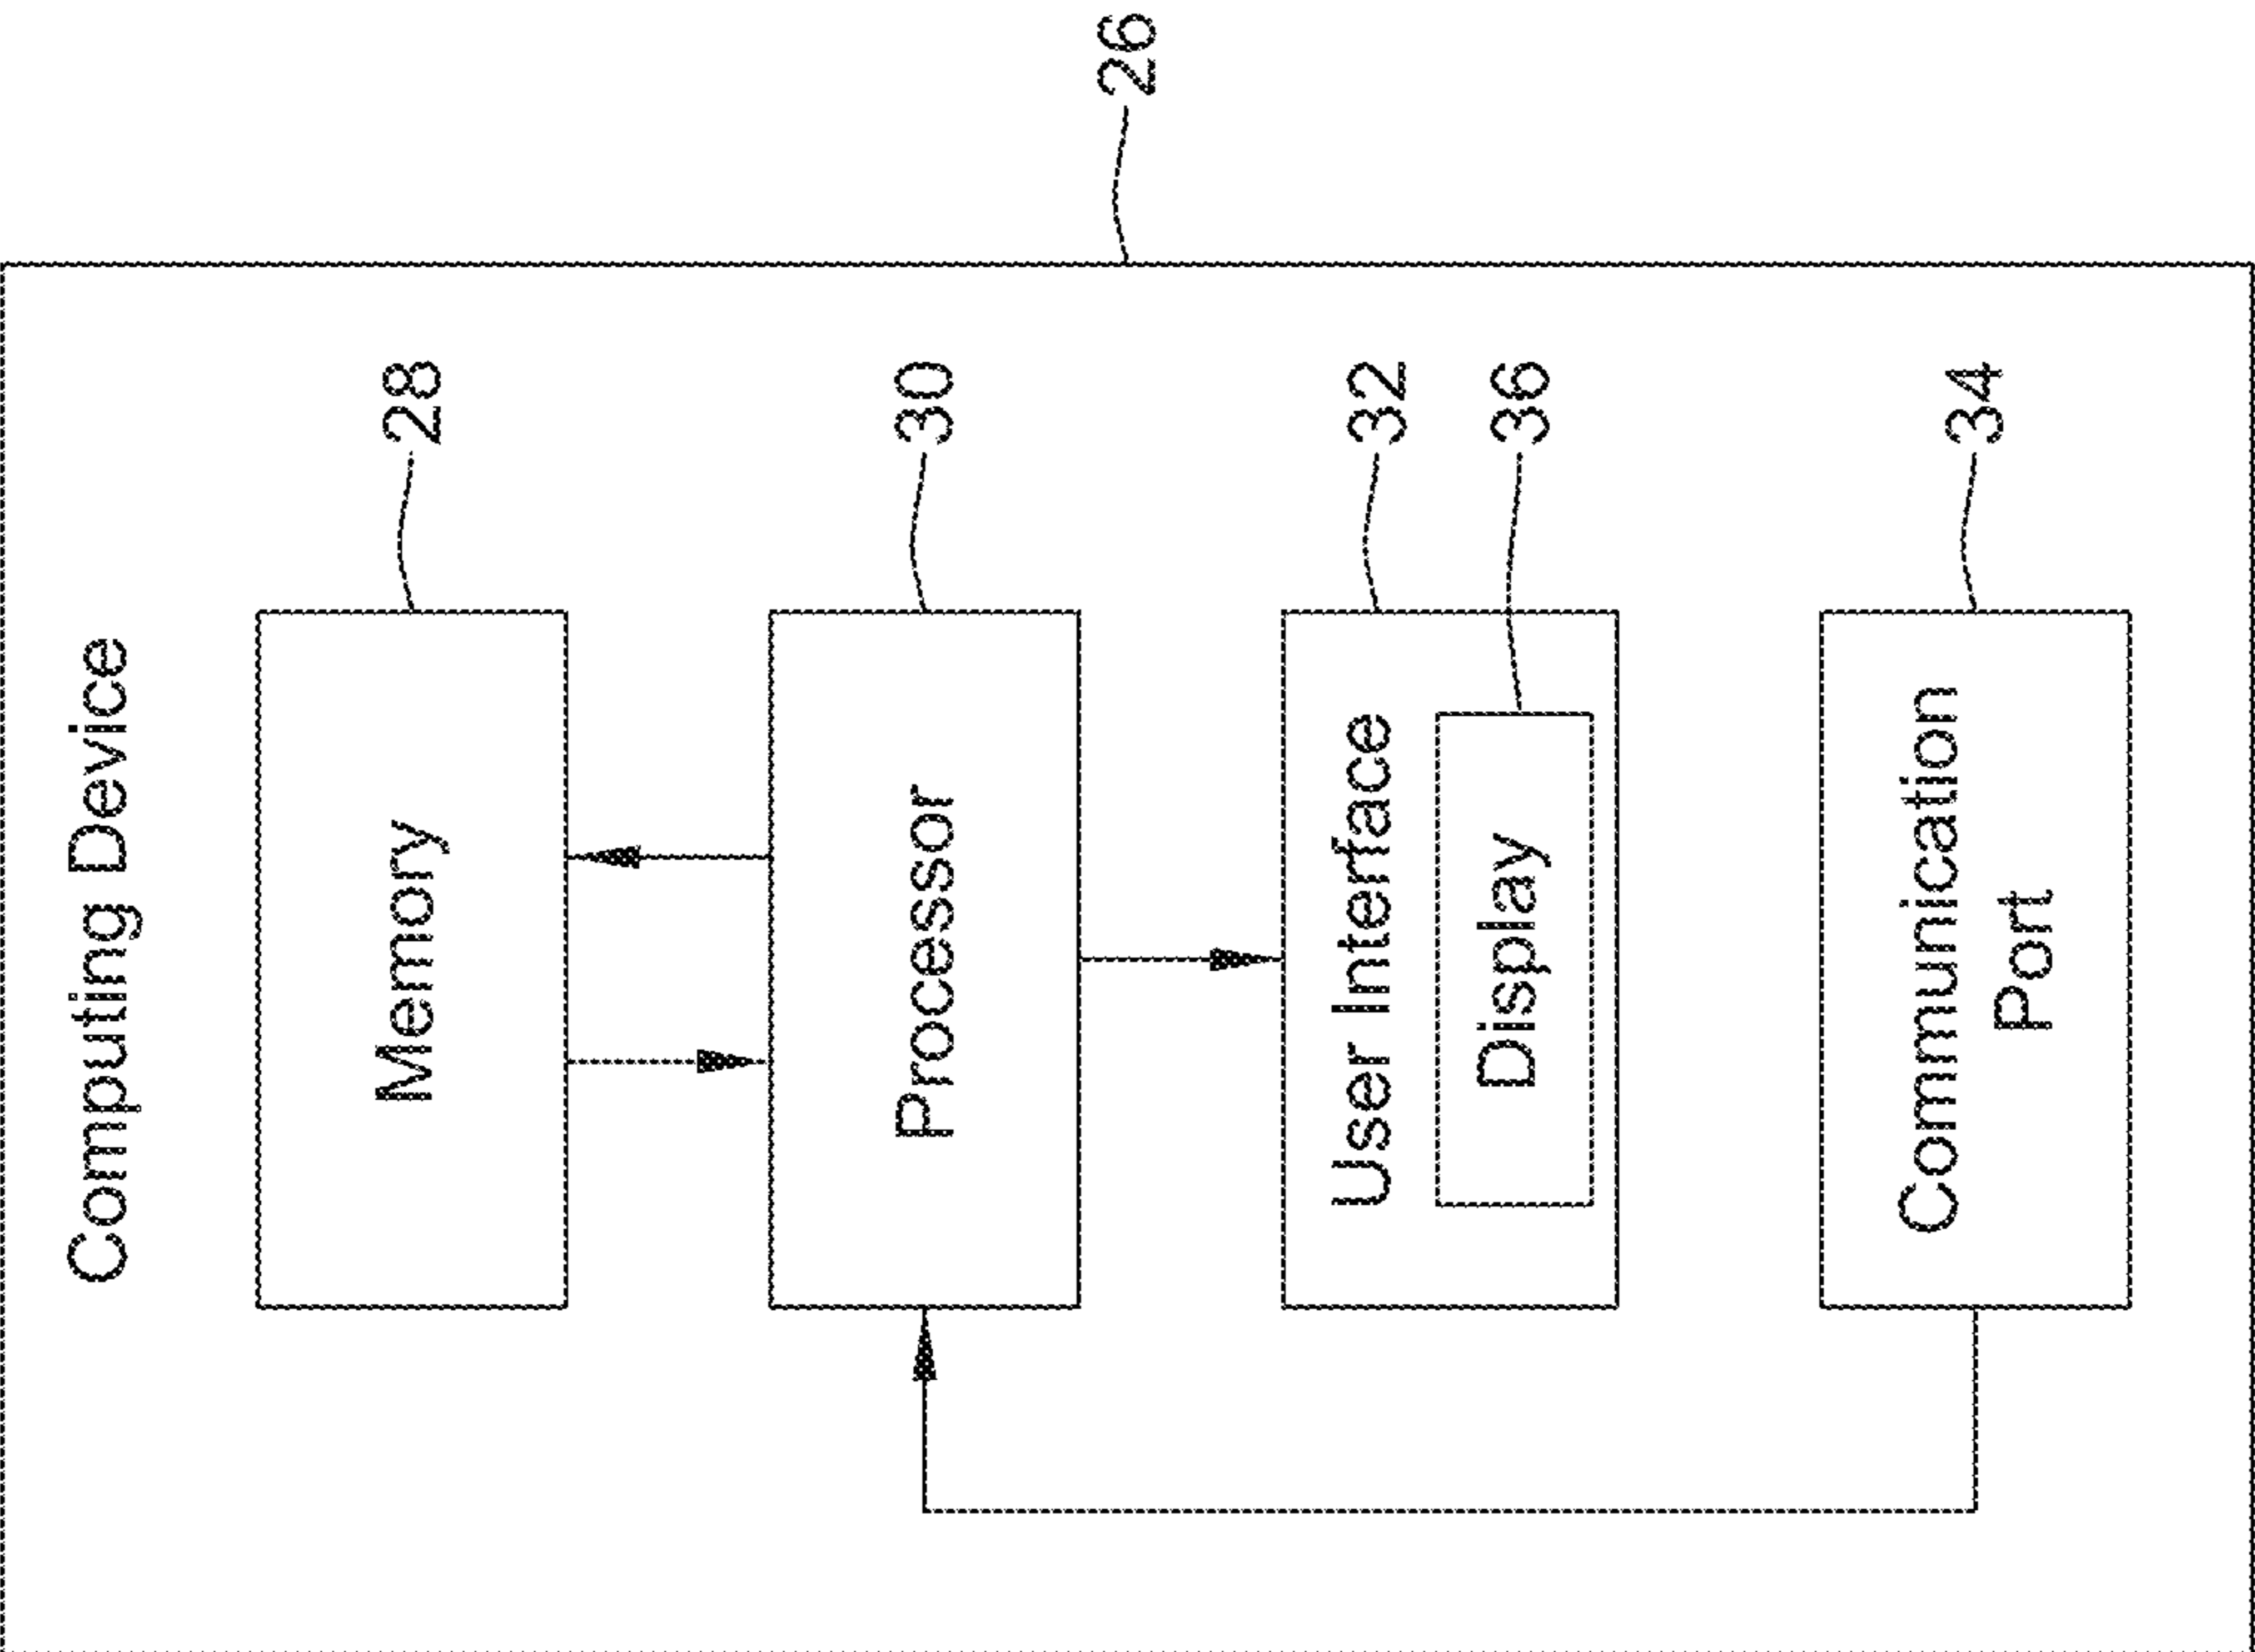 26
Computing Device
Memory
28
Processor
30
User Interface
32
Display
36
Communication
Port
34